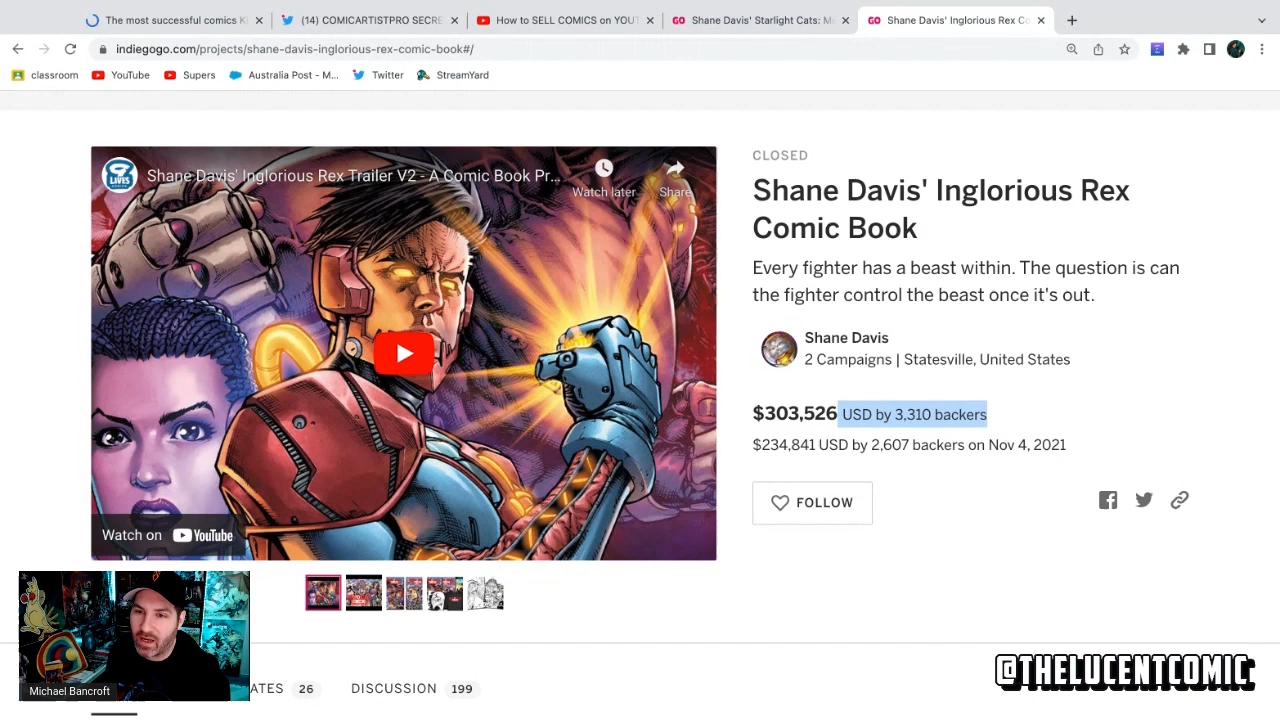 The most successful comics Ki
(14) COMICARTISTPRO SECRE
How to SELL COMICS on YOUT
GO Shane Davis' Starlight Cats: Me
GO Shane Davis' Inglorious Rex Co
indiegogo.com/projects/shane-davis-inglorious-rex-comic-book#/
classroom YouTube Supers Australia Post - M... Twitter StreamYard
LIVES
Shane Davis' Inglorious Rex Trailer V2 - A Comic Book Pr...
Watch later
Share
Watch on YouTube
CLOSED
Shane Davis' Inglorious Rex
Comic Book
Every fighter has a beast within. The question is can
the fighter control the beast once it's out.
Shane Davis
2 Campaigns | Statesville, United States
$303,526 USD by 3,310 backers
$234,841 USD by 2,607 backers on Nov 4, 2021
FOLLOW
Michael Bancroft
ATES 26 DISCUSSION 199
@THELUCENTCOMIC